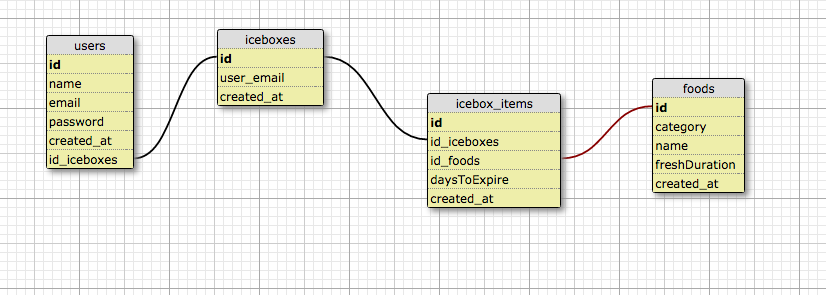 users
id
name
email
password
created_at
id_iceboxes
iceboxes
id
user_email
created_at
icebox_items
id
id_iceboxes
id_foods
daysToExpire
created_at
foods
id
category
name
freshDuration
created_at